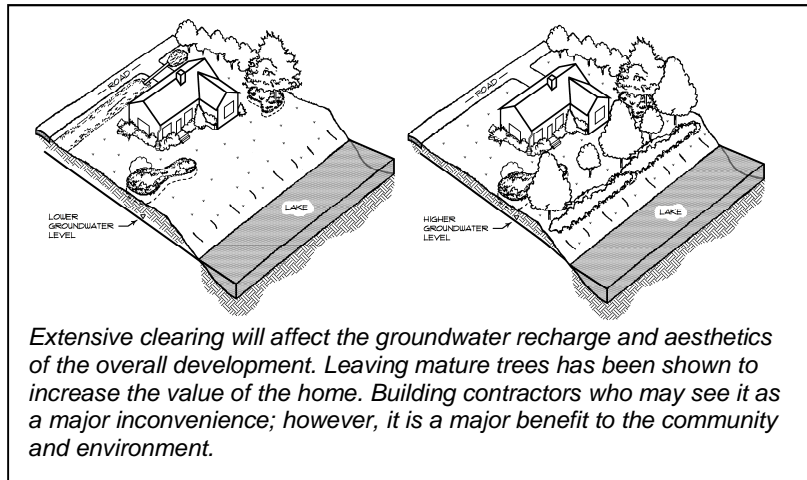 ROAD
LOWER
GROUNDWATER
LEVEL
LAKE
ROAD
HIGHER
GROUNDWATER
LEVEL
LAKE
Extensive clearing will affect the groundwater recharge and aesthetics
of the overall development. Leaving mature trees has been shown to
increase the value of the home. Building contractors who may see it as
a major inconvenience; however, it is a major benefit to the community
and environment.